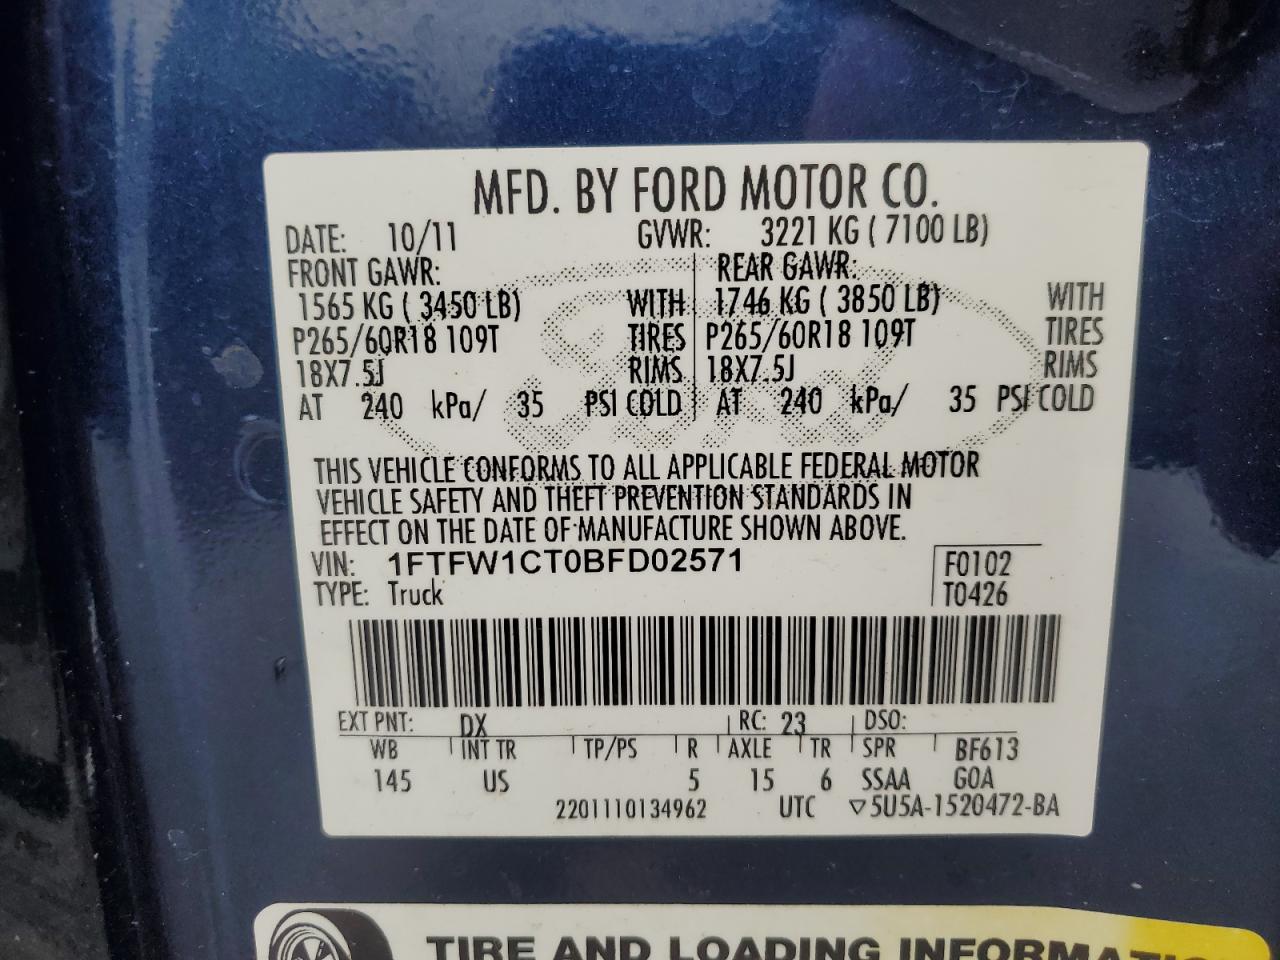 MFD. BY FORD MOTOR CO.
DATE: 10/11 GVWR: 3221 KG ( 7100 LB)
FRONT GAWR: REAR GAWR:
1565 KG ( 3450 LB) WITH 1746 KG ( 3850 LB) WITH
P265/60R18 109T TIRES P265/60R18 109T TIRES
18X7.5J RIMS 18X7.5J RIMS
AT 240 kPa/ 35 PSI COLD AT 240 kPa/ 35 PSI COLD
THIS VEHICLE CONFORMS TO ALL APPLICABLE FEDERAL MOTOR
VEHICLE SAFETY AND THEFT PREVENTION STANDARDS IN
EFFECT ON THE DATE OF MANUFACTURE SHOWN ABOVE.
VIN: 1FTFW1CT0BFD02571 F0102
TYPE: Truck T0426
EXT PNT: DX RC: 23 DSO:
WB INT TR TP/PS R AXLE TR SPR BF613
145 US 5 15 6 SSAA GOA
2201110134962 UTC ▽5U5A-1520472-BA
TIRE AND LOADING INFORMATION